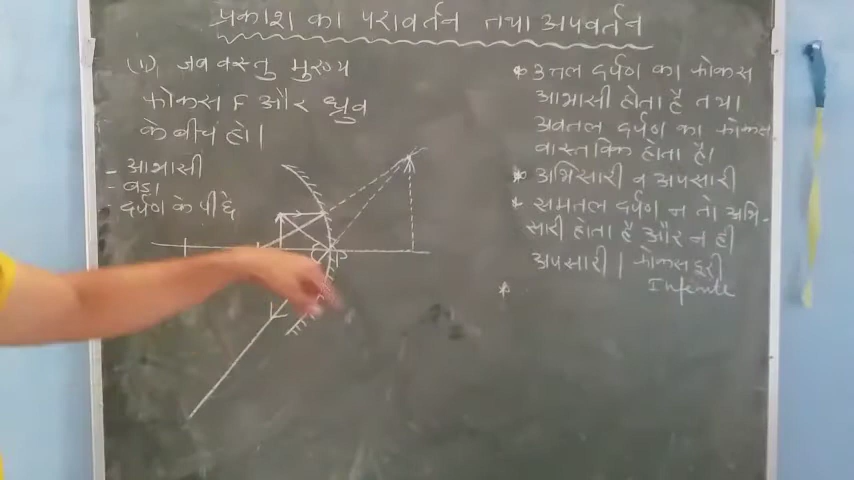 प्रकाश का परावर्तन तथा अपवर्तन
जब वस्तु मुख्य
फोकस F और ध्रुव
के बीच हो।
- आभासी
- बड़ा
- दर्पण के पीछे
* उत्तल दर्पण का फोकस
आभासी होता है तथा
अवतल दर्पण का फोकस
वास्तविक होता है।
* अभिसारी व अपसारी
* समतल दर्पण न तो अभि-
सारी होता है और न ही
अपसारी। फोकस दूरी
Infinite
*